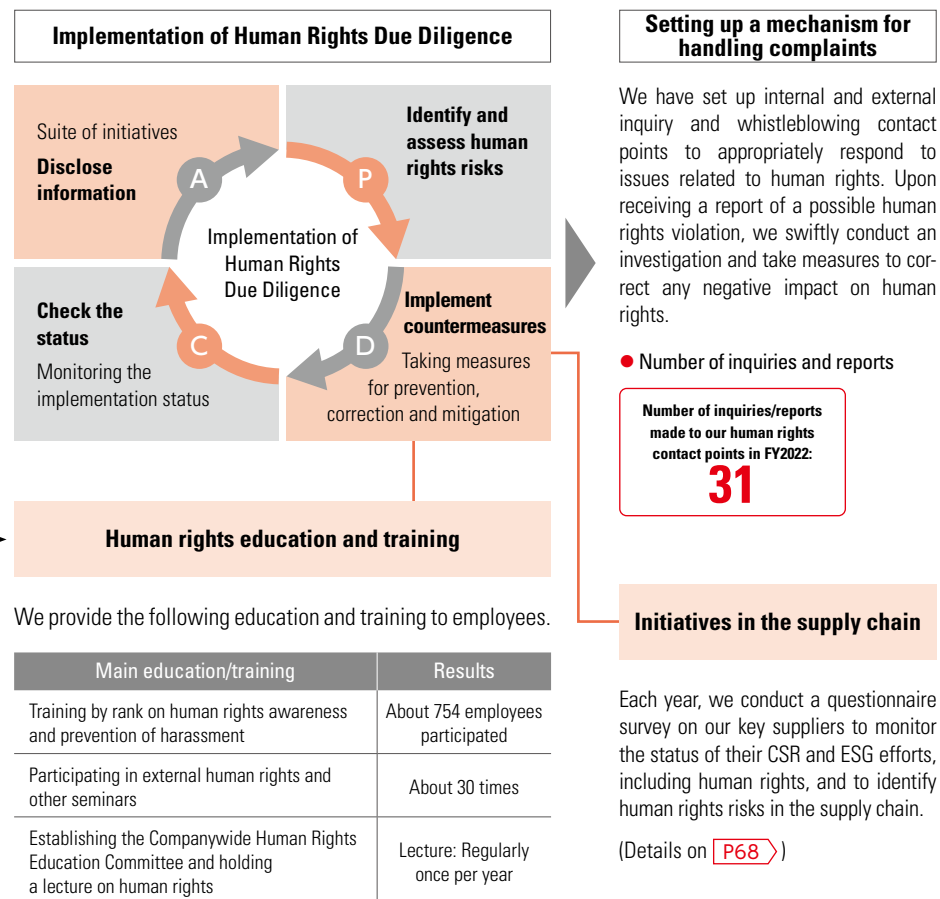 Implementation of Human Rights Due Diligence
Suite of initiatives
Disclose
information
A
P
Identify and
assess human
rights risks
Implementation of
Human Rights
Due Diligence
Check the
status
Monitoring the
implementation status
C
D
Implement
countermeasures
Taking measures
for prevention,
correction and mitigation
Human rights education and training
We provide the following education and training to employees.
Main education/training Results
Training by rank on human rights awareness
and prevention of harassment
About 754 employees
participated
Participating in external human rights and
other seminars
About 30 times
Establishing the Companywide Human Rights
Education Committee and holding
a lecture on human rights
Lecture: Regularly
once per year
Setting up a mechanism for
handling complaints
We have set up internal and external
inquiry and whistleblowing contact
points to appropriately respond to
issues related to human rights. Upon
receiving a report of a possible human
rights violation, we swiftly conduct an
investigation and take measures to cor-
rect any negative impact on human
rights.
● Number of inquiries and reports
Number of inquiries/reports
made to our human rights
contact points in FY2022:
31
Initiatives in the supply chain
Each year, we conduct a questionnaire
survey on our key suppliers to monitor
the status of their CSR and ESG efforts,
including human rights, and to identify
human rights risks in the supply chain.
(Details on P68 )